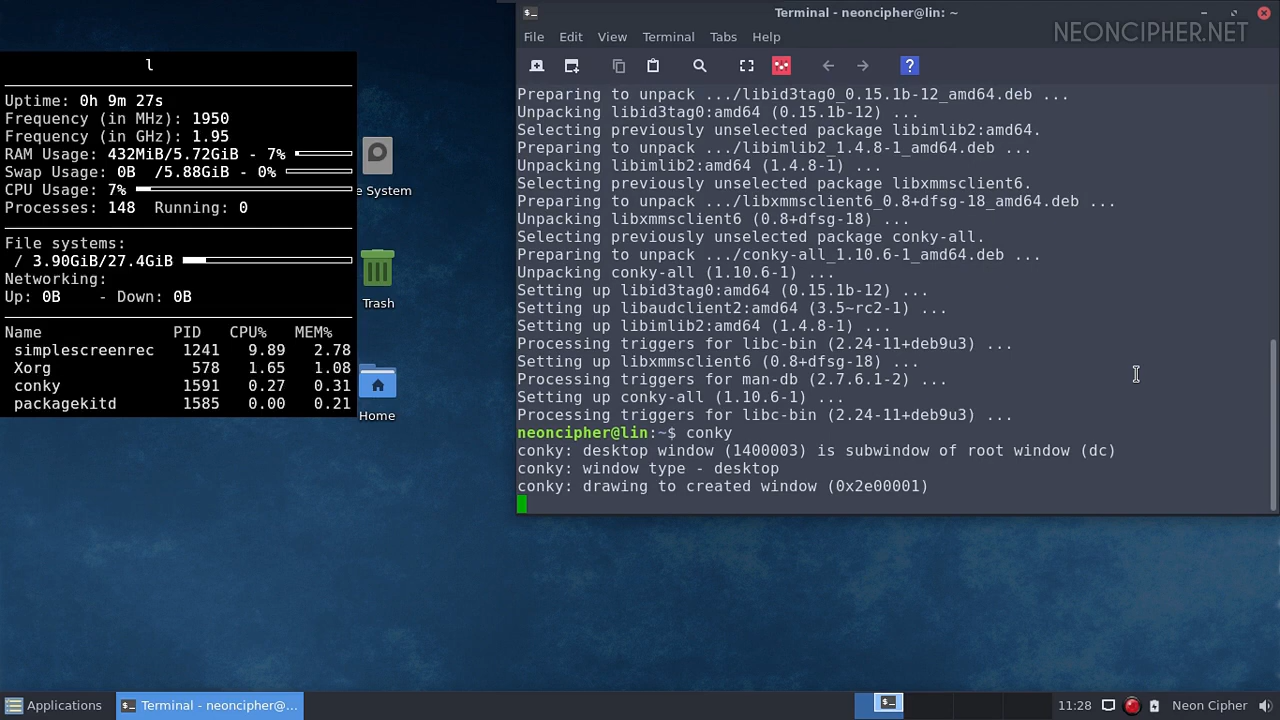 l
Uptime: 0h 9m 27s
Frequency (in MHz): 1950
Frequency (in GHz): 1.95
RAM Usage: 432MiB/5.72GiB - 7%
Swap Usage: 0B  /5.88GiB - 0%
CPU Usage: 7%
Processes: 148  Running: 0
File systems:
/ 3.90GiB/27.4GiB
Networking:
Up: 0B    - Down: 0B
Name PID CPU% MEM%
simplescreenrec 1241 9.89 2.78
Xorg 578 1.65 1.08
conky 1591 0.27 0.31
packagekitd 1585 0.00 0.21
e System
Trash
Home
Terminal - neoncipher@lin: ~
NEONCIPHER.NET
File Edit View Terminal Tabs Help
?
Preparing to unpack .../libid3tag0_0.15.1b-12_amd64.deb ...
Unpacking libid3tag0:amd64 (0.15.1b-12) ...
Selecting previously unselected package libimlib2:amd64.
Preparing to unpack .../libimlib2_1.4.8-1_amd64.deb ...
Unpacking libimlib2:amd64 (1.4.8-1) ...
Selecting previously unselected package libxmmsclient6.
Preparing to unpack .../libxmmsclient6_0.8+dfsg-18_amd64.deb ...
Unpacking libxmmsclient6 (0.8+dfsg-18) ...
Selecting previously unselected package conky-all.
Preparing to unpack .../conky-all_1.10.6-1_amd64.deb ...
Unpacking conky-all (1.10.6-1) ...
Setting up libid3tag0:amd64 (0.15.1b-12) ...
Setting up libaudclient2:amd64 (3.5~rc2-1) ...
Setting up libimlib2:amd64 (1.4.8-1) ...
Processing triggers for libc-bin (2.24-11+deb9u3) ...
Setting up libxmmsclient6 (0.8+dfsg-18) ...
Processing triggers for man-db (2.7.6.1-2) ...
Setting up conky-all (1.10.6-1) ...
Processing triggers for libc-bin (2.24-11+deb9u3) ...
neoncipher@lin:~$ conky
conky: desktop window (1400003) is subwindow of root window (dc)
conky: window type - desktop
conky: drawing to created window (0x2e00001)
Applications
Terminal - neoncipher@...
11:28
Neon Cipher